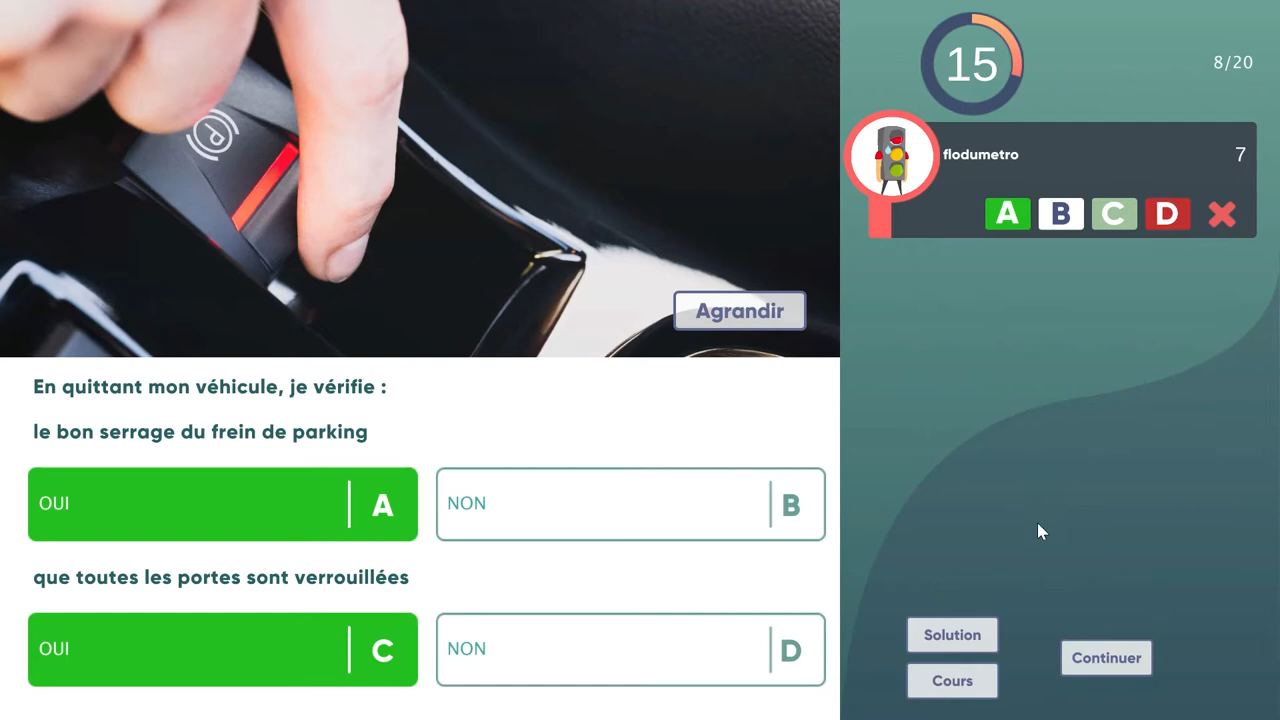 15
8/20
flodumetro
7
A B C D
P
Agrandir
En quittant mon véhicule, je vérifie :
le bon serrage du frein de parking
OUI A
NON B
que toutes les portes sont verrouillées
OUI C
NON D
Solution
Continuer
Cours